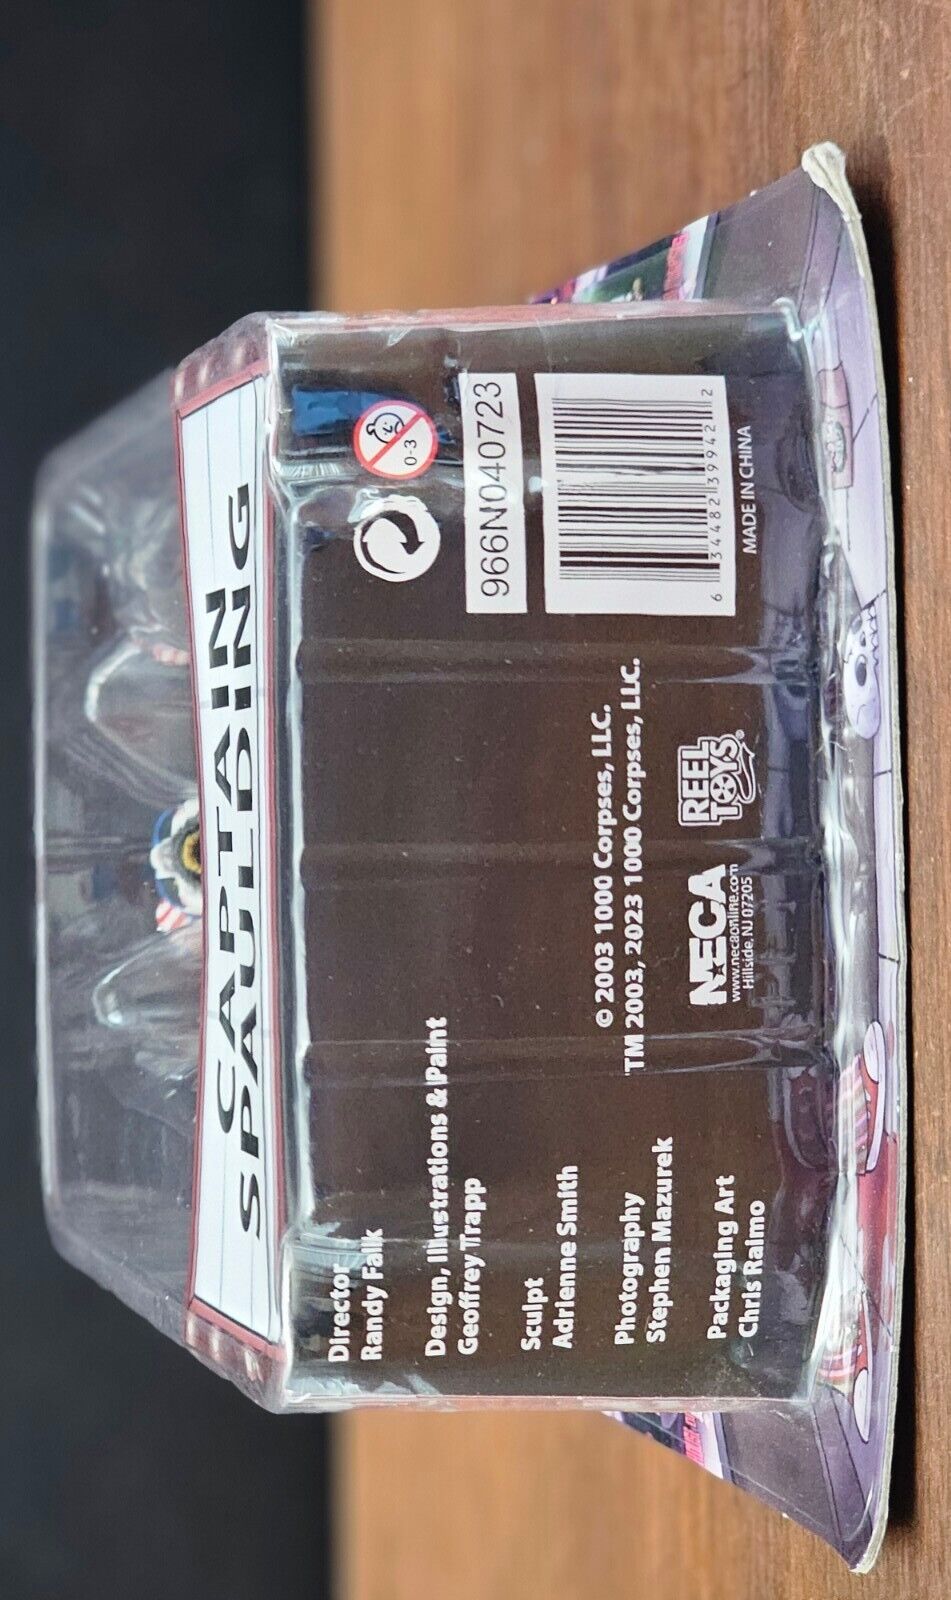 CAPTAIN
SPAULDING
Director
Randy Falk
Design, Illustrations & Paint
Geoffrey Trapp
Sculpt
Adrienne Smith
Photography
Stephen Mazurek
Packaging Art
Chris Raimo
© 2003 1000 Corpses, LLC.
TM 2003, 2023 1000 Corpses, LLC.
NECA
www.necaonline.com
Hillside, NJ 07205
REEL
TOYS®
0-3
966N040723
6 34482 39942 2
MADE IN CHINA